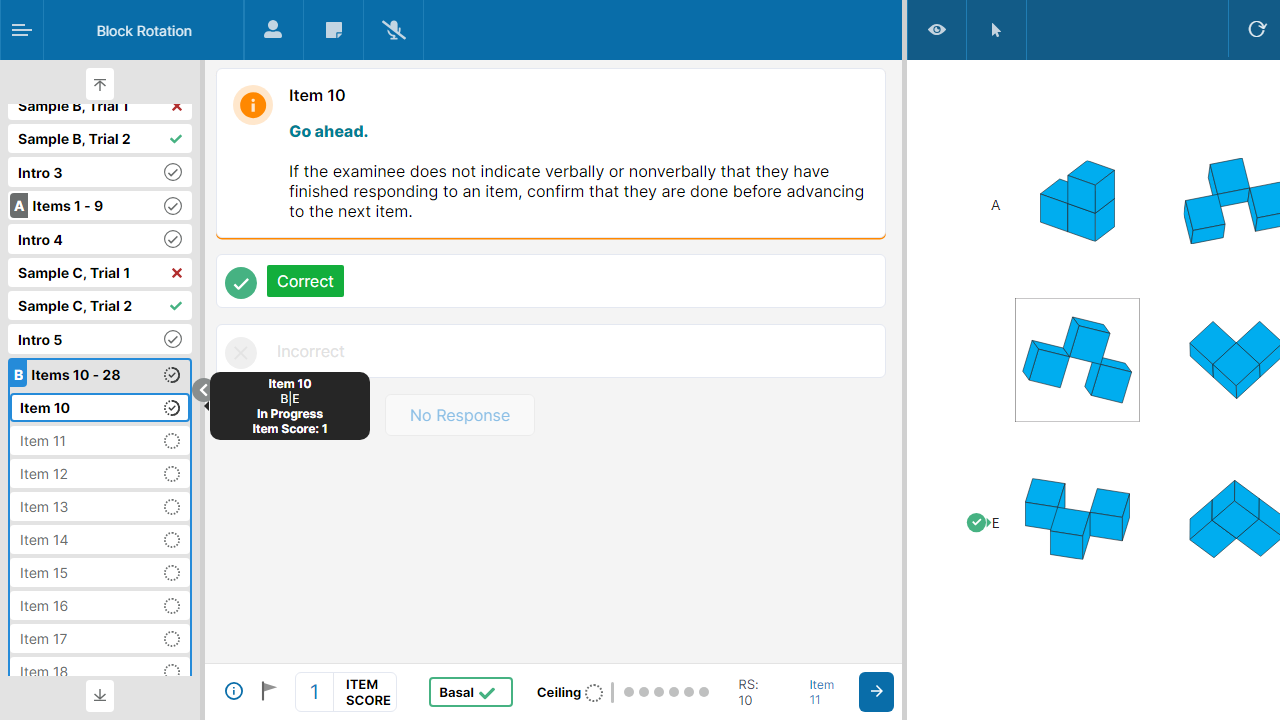 Block Rotation
Sample B, Trial 1
Sample B, Trial 2
Intro 3
A Items 1 - 9
Intro 4
Sample C, Trial 1
Sample C, Trial 2
Intro 5
B Items 10 - 28
Item 10
Item 11
Item 12
Item 13
Item 14
Item 15
Item 16
Item 17
Item 18
Item 10
Go ahead.
If the examinee does not indicate verbally or nonverbally that they have
finished responding to an item, confirm that they are done before advancing
to the next item.
Correct
Incorrect
Item 10
B|E
In Progress
Item Score: 1
No Response
1 ITEM
SCORE
Basal
Ceiling
RS:
10
Item
11
A
E